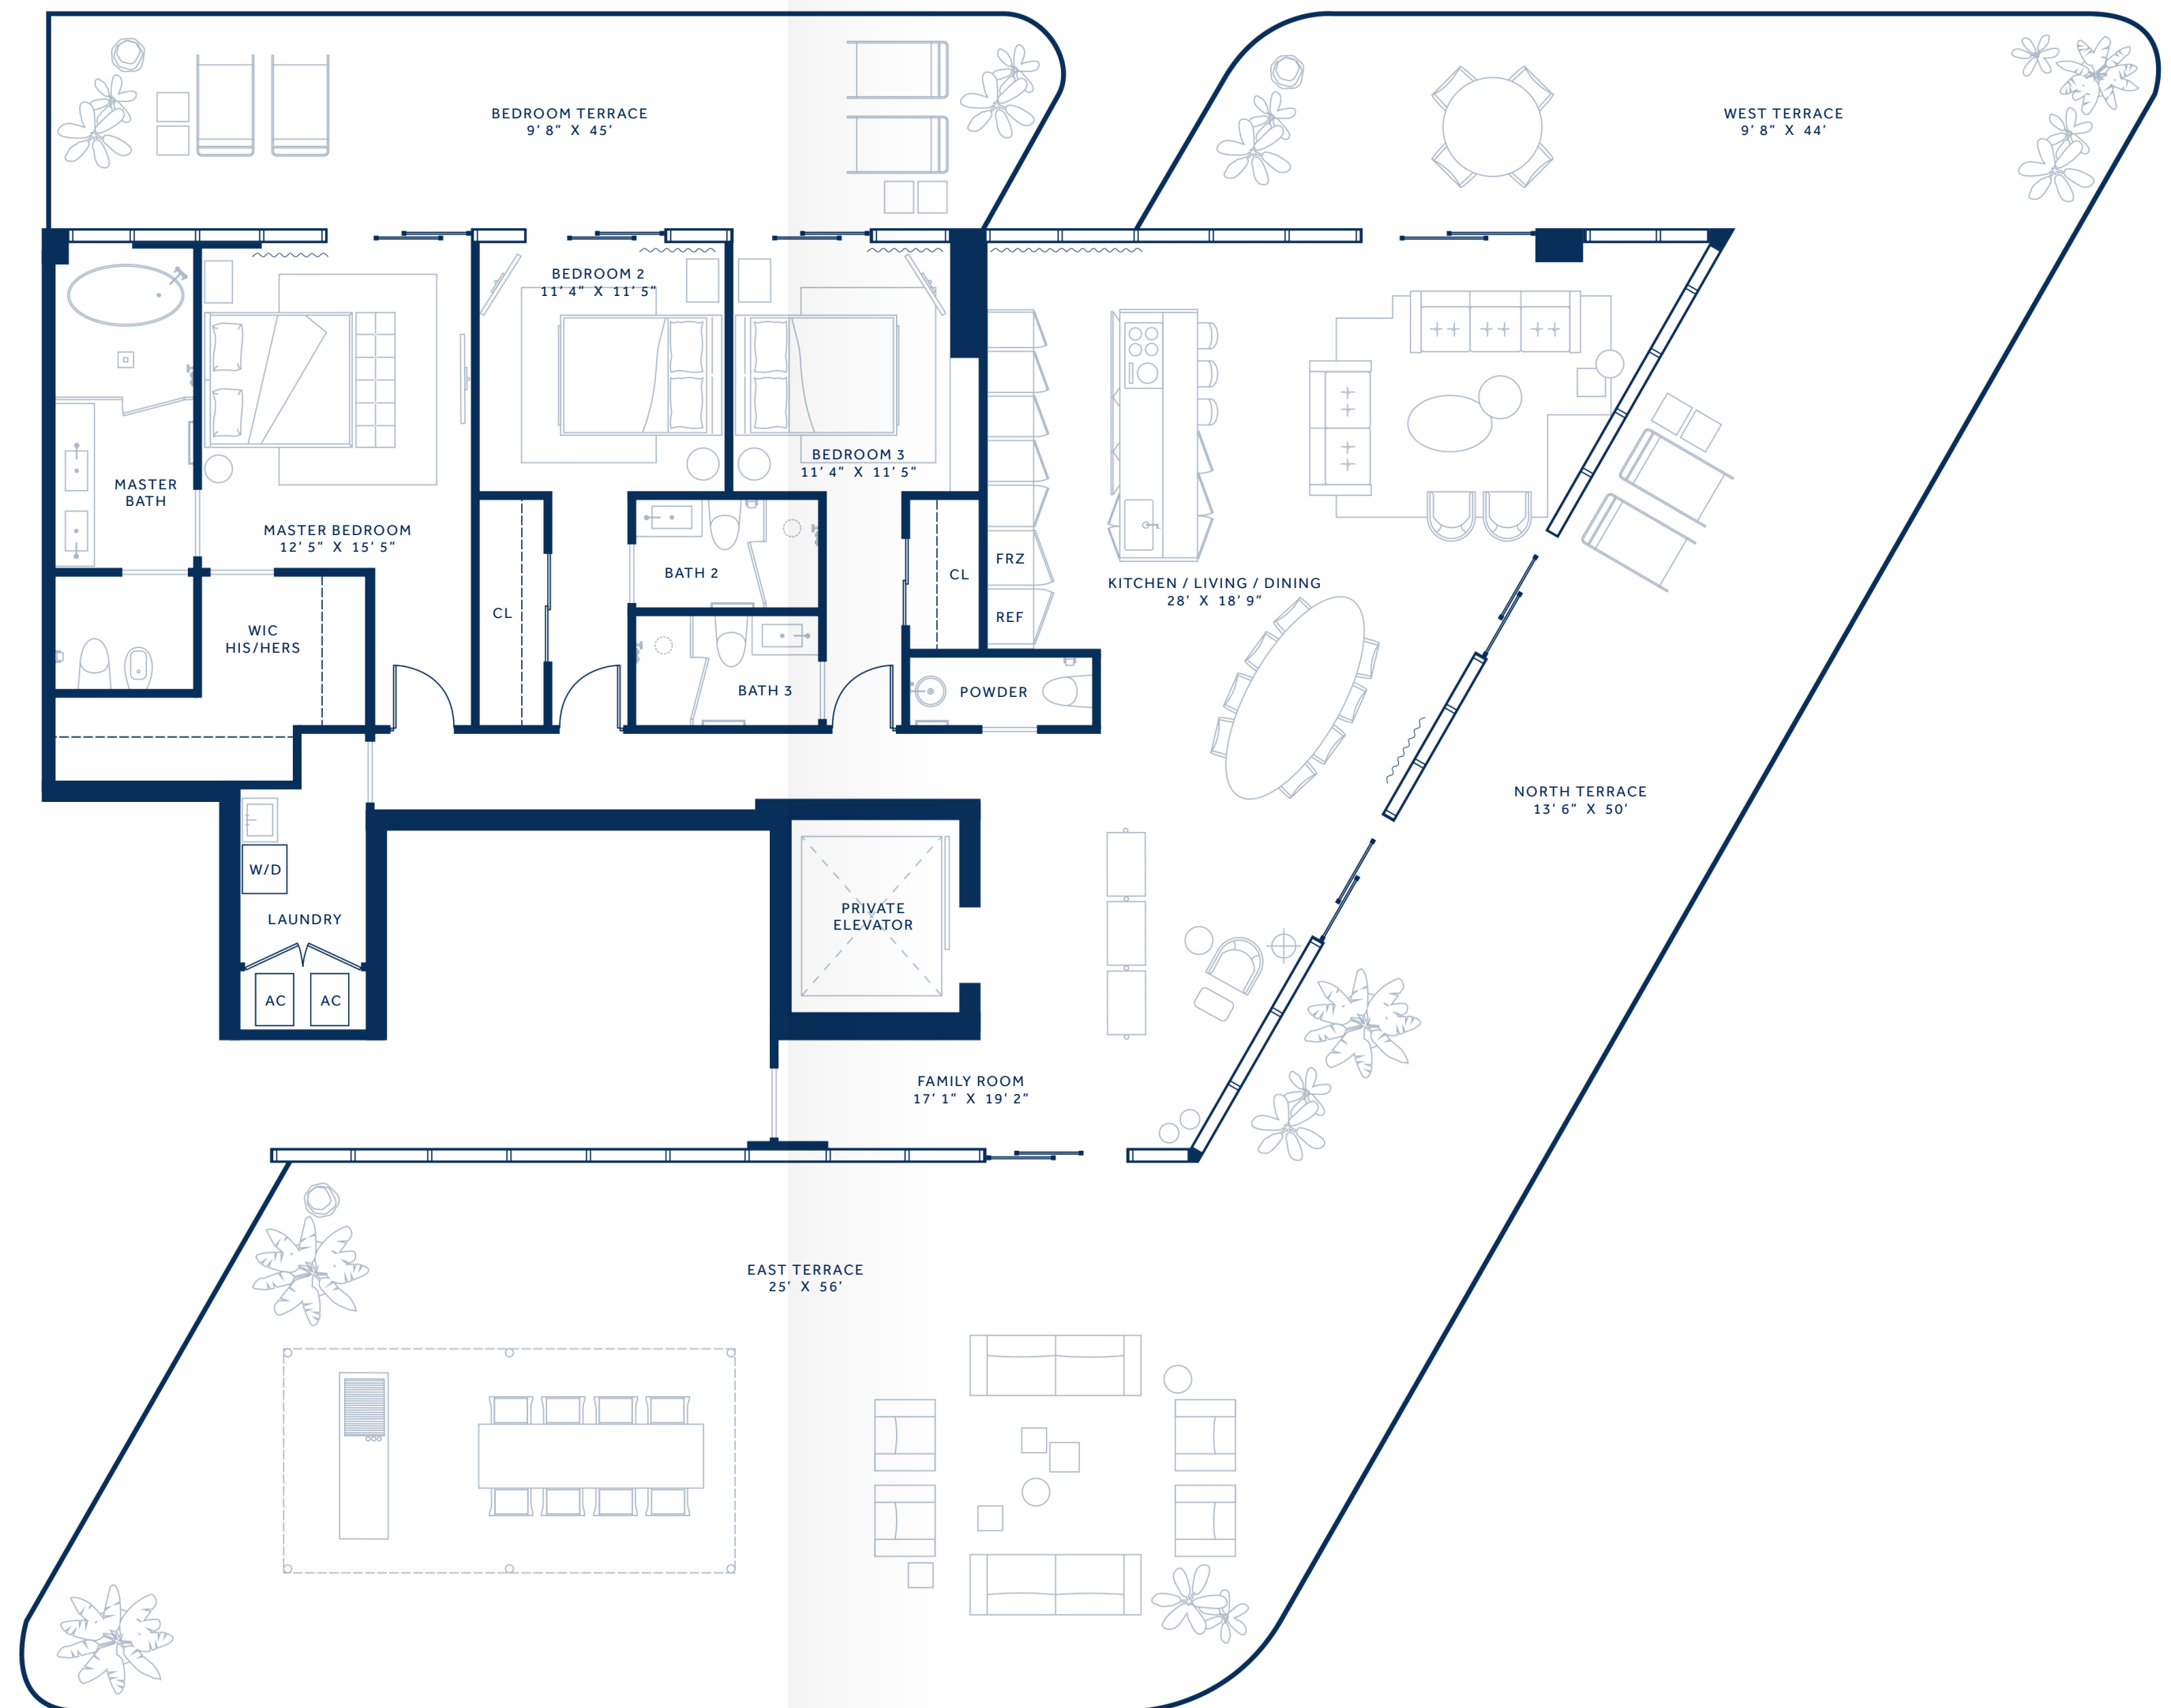 BEDROOM TERRACE
9' 8" X 45'
WEST TERRACE
9' 8" X 44'
BEDROOM 2
11' 4" X 11' 5"
BEDROOM 3
11' 4" X 11' 5"
MASTER
BATH
MASTER BEDROOM
12' 5" X 15' 5"
FRZ
BATH 2
CL
KITCHEN / LIVING / DINING
28' X 18' 9"
CL
REF
WIC
HIS/HERS
BATH 3
POWDER
NORTH TERRACE
13' 6" X 50'
W/D
LAUNDRY
PRIVATE
ELEVATOR
AC
AC
FAMILY ROOM
17' 1" X 19' 2"
EAST TERRACE
25' X 56'